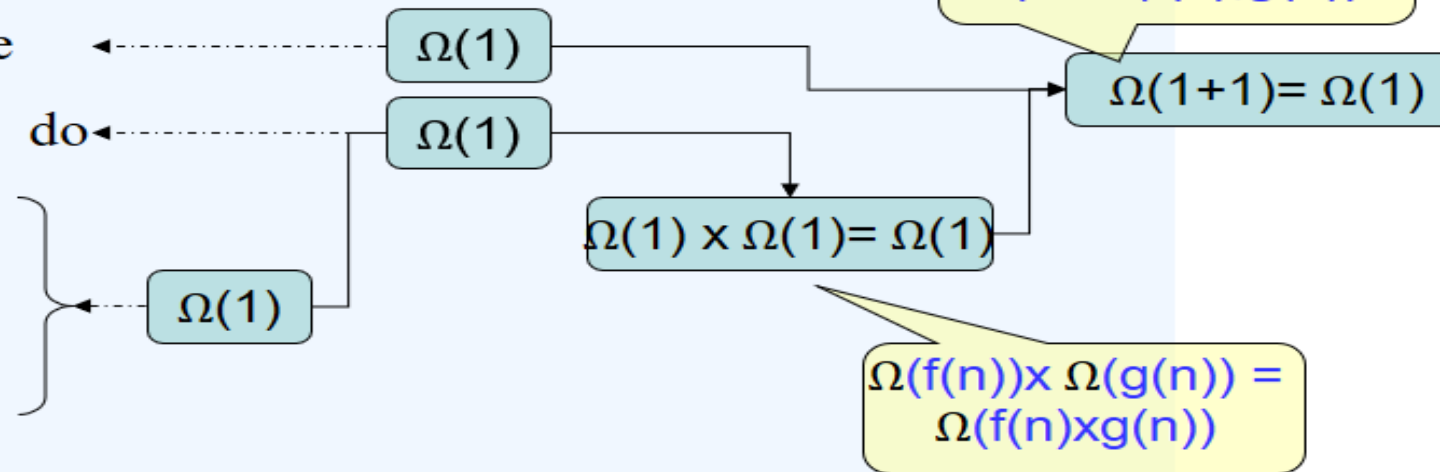 e
Ω(1)
Ω(1+1)= Ω(1)
do
Ω(1)
Ω(1) x Ω(1)= Ω(1)
Ω(1)
Ω(f(n))x Ω(g(n)) =
Ω(f(n)xg(n))